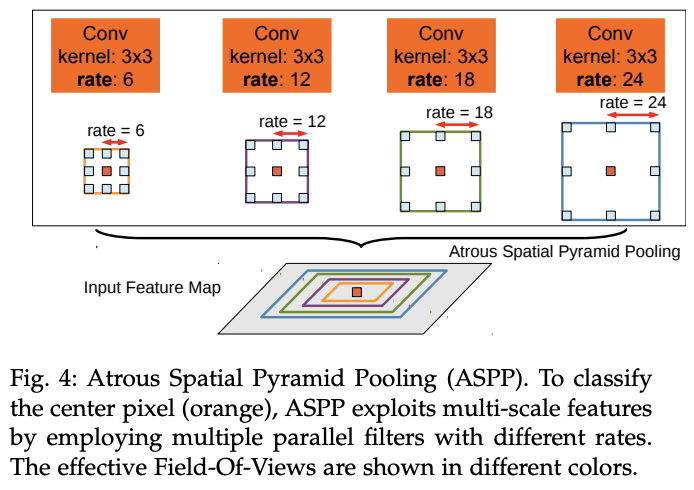 Conv
kernel: 3x3
rate: 6
Conv
kernel: 3x3
rate: 12
Conv
kernel: 3x3
rate: 18
Conv
kernel: 3x3
rate: 24
rate = 6
rate = 12
rate = 18
rate = 24
Atrous Spatial Pyramid Pooling
Input Feature Map
Fig. 4: Atrous Spatial Pyramid Pooling (ASPP). To classify
the center pixel (orange), ASPP exploits multi-scale features
by employing multiple parallel filters with different rates.
The effective Field-Of-Views are shown in different colors.